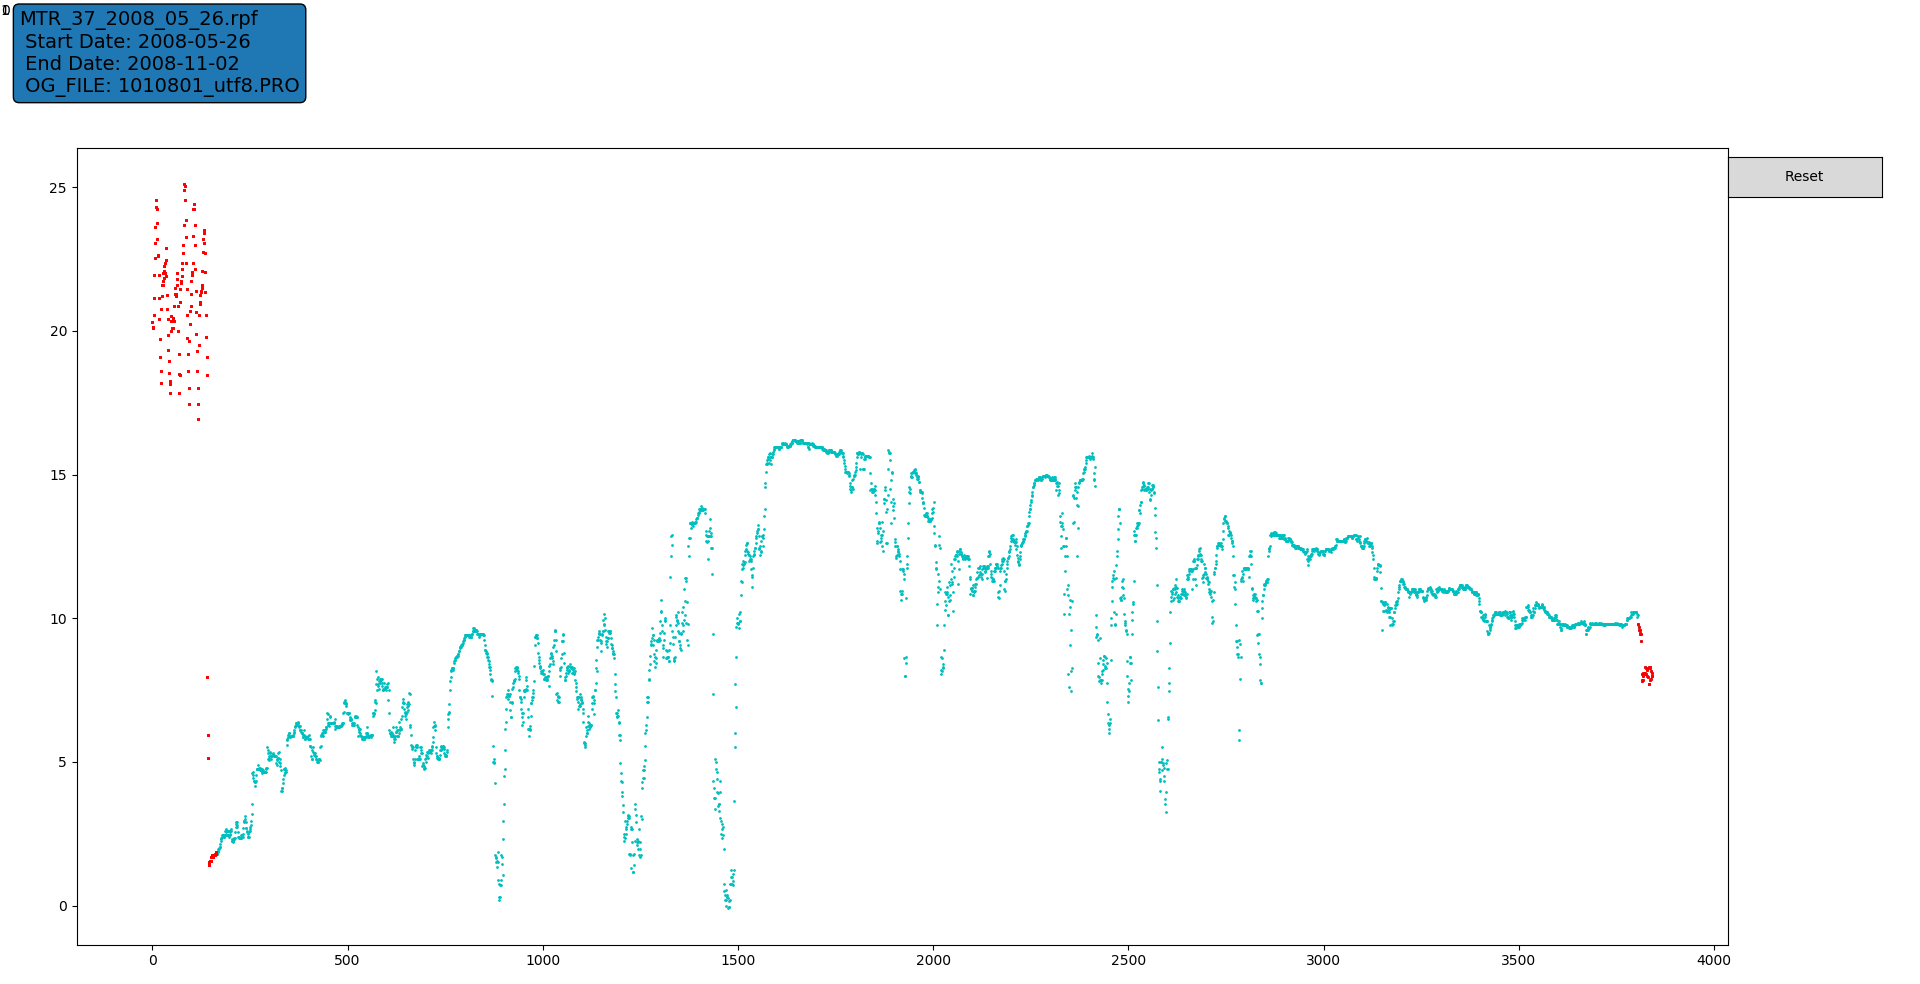 MTR_37_2008_05_26.rpf
Start Date: 2008-05-26
End Date: 2008-11-02
OG_FILE: 1010801_utf8.PRO
Reset
25
20
15
10
5
0
0 500 1000 1500 2000 2500 3000 3500 4000